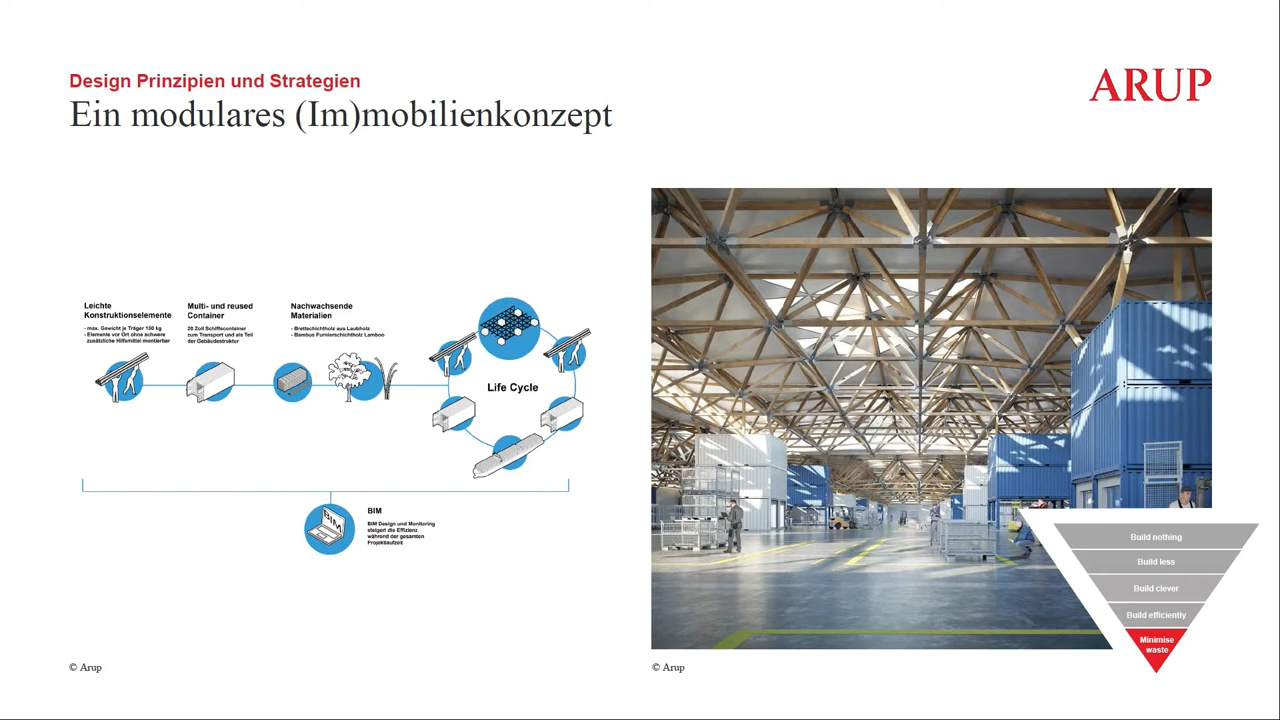 Design Prinzipien und Strategien
Ein modulares (Im)mobilienkonzept
ARUP
Leichte
Konstruktionselemente
- max. Gewicht je Träger 150 kg
- Elemente vor Ort ohne schwere
zusätzliche Hilfsmittel montierbar
Multi- und reused
Container
20 Zoll Schiffscontainer
zum Transport und als Teil
der Gebäudestruktur
Nachwachsende
Materialien
- Brettschichtholz aus Laubholz
- Bambus Furnierschichtholz Lamboo
Life Cycle
BIM
BIM
BIM Design und Monitoring
steigert die Effizienz
während der gesamten
Projektlaufzeit
Build nothing
Build less
Build clever
Build efficiently
Minimise
waste
© Arup
© Arup